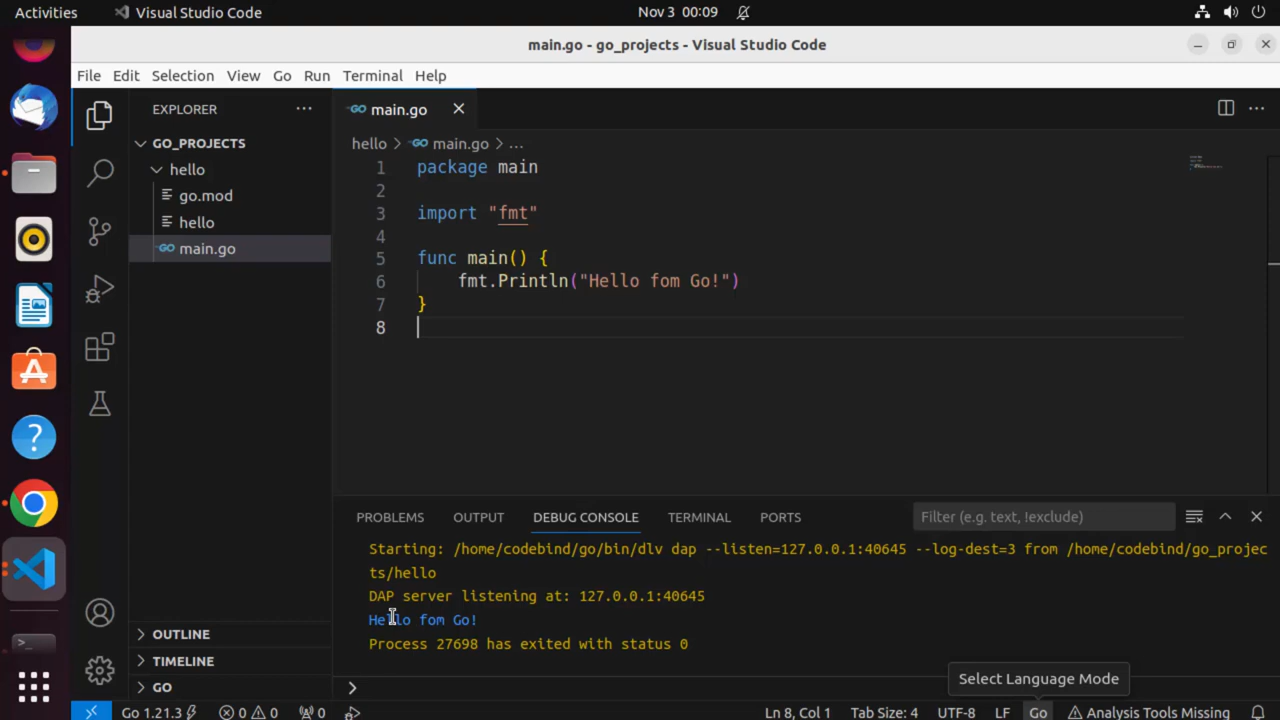 Activities Visual Studio Code Nov 3 00:09
main.go - go_projects - Visual Studio Code
File Edit Selection View Go Run Terminal Help
EXPLORER ...
GO main.go
GO_PROJECTS
hello
go.mod
hello
GO main.go
hello > GO main.go > ...
1 package main
2
3 import "fmt"
4
5 func main() {
6 fmt.Println("Hello fom Go!")
7 }
8
PROBLEMS OUTPUT DEBUG CONSOLE TERMINAL PORTS Filter (e.g. text, !exclude)
Starting: /home/codebind/go/bin/dlv dap --listen=127.0.0.1:40645 --log-dest=3 from /home/codebind/go_projec
ts/hello
DAP server listening at: 127.0.0.1:40645
Hello fom Go!
Process 27698 has exited with status 0
OUTLINE
TIMELINE
GO
Select Language Mode
Go 1.21.3 0 0 0 Ln 8, Col 1 Tab Size: 4 UTF-8 LF Go Analysis Tools Missing